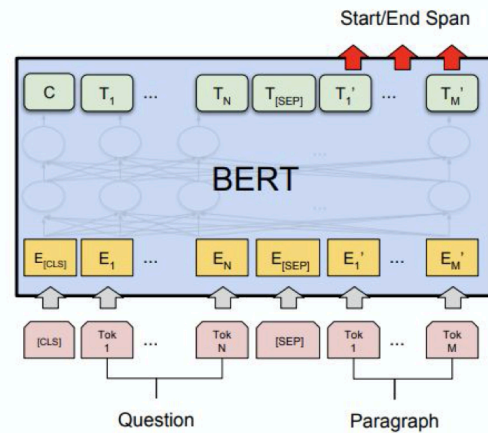 Start/End Span
C T1 ... TN T[SEP] T1' ... TM'
... 
BERT
...
E[CLS] E1 ... EN E[SEP] E1' ... EM'
[CLS] Tok 1 ... Tok N [SEP] Tok 1 ... Tok M
Question Paragraph